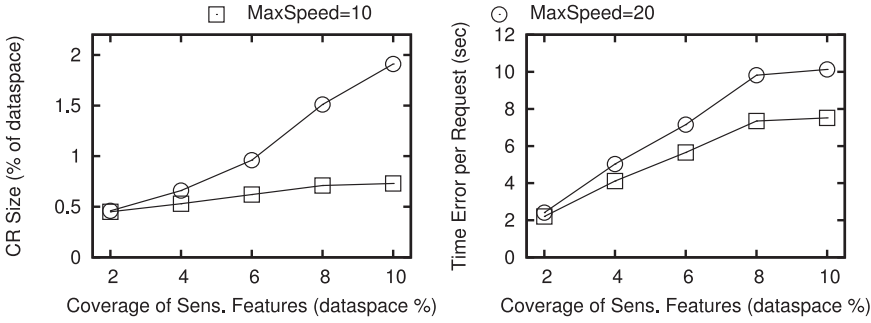 MaxSpeed=10
MaxSpeed=20
CR Size (% of dataspace)
2
1.5
1
0.5
0
2 4 6 8 10
Coverage of Sens. Features (dataspace %)
Time Error per Request (sec)
12
10
8
6
4
2
0
2 4 6 8 10
Coverage of Sens. Features (dataspace %)